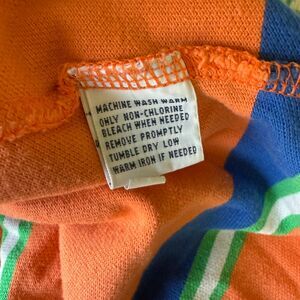 MACHINE WASH WARM
ONLY NON-CHLORINE
BLEACH WHEN NEEDED
REMOVE PROMPTLY
TUMBLE DRY LOW
WARM IRON IF NEEDED